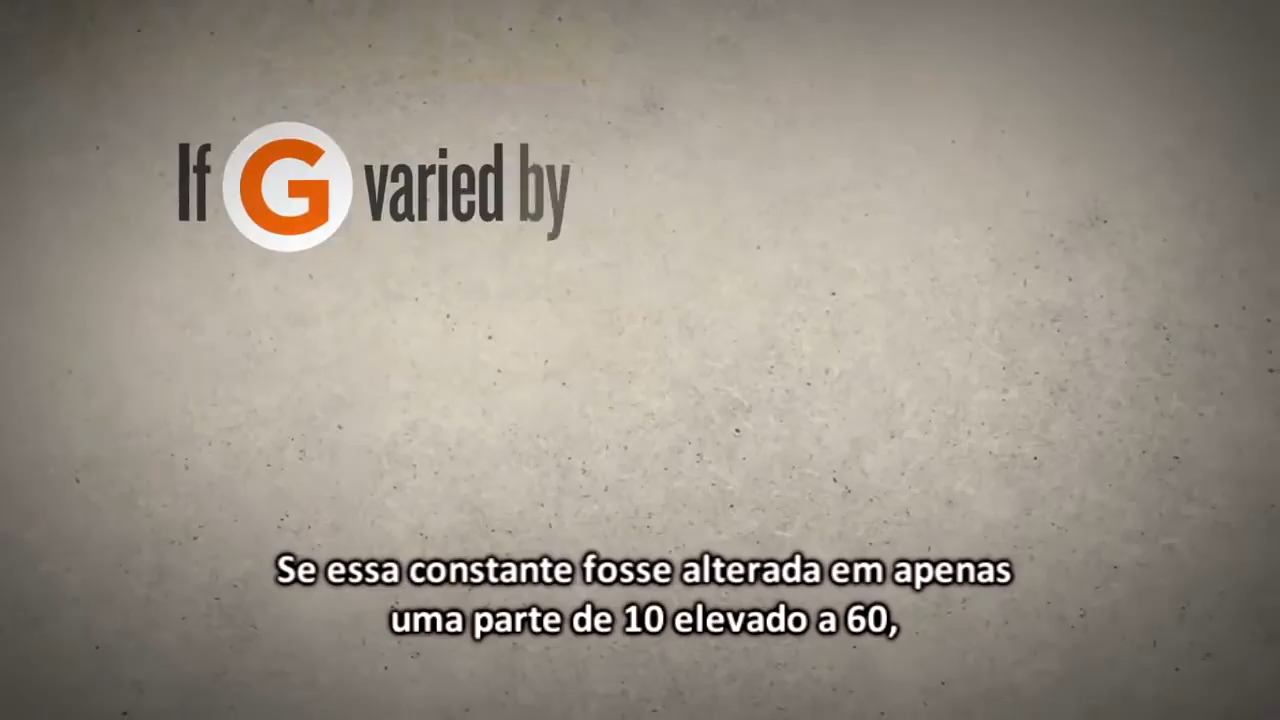 If G varied by
Se essa constante fosse alterada em apenas
uma parte de 10 elevado a 60,